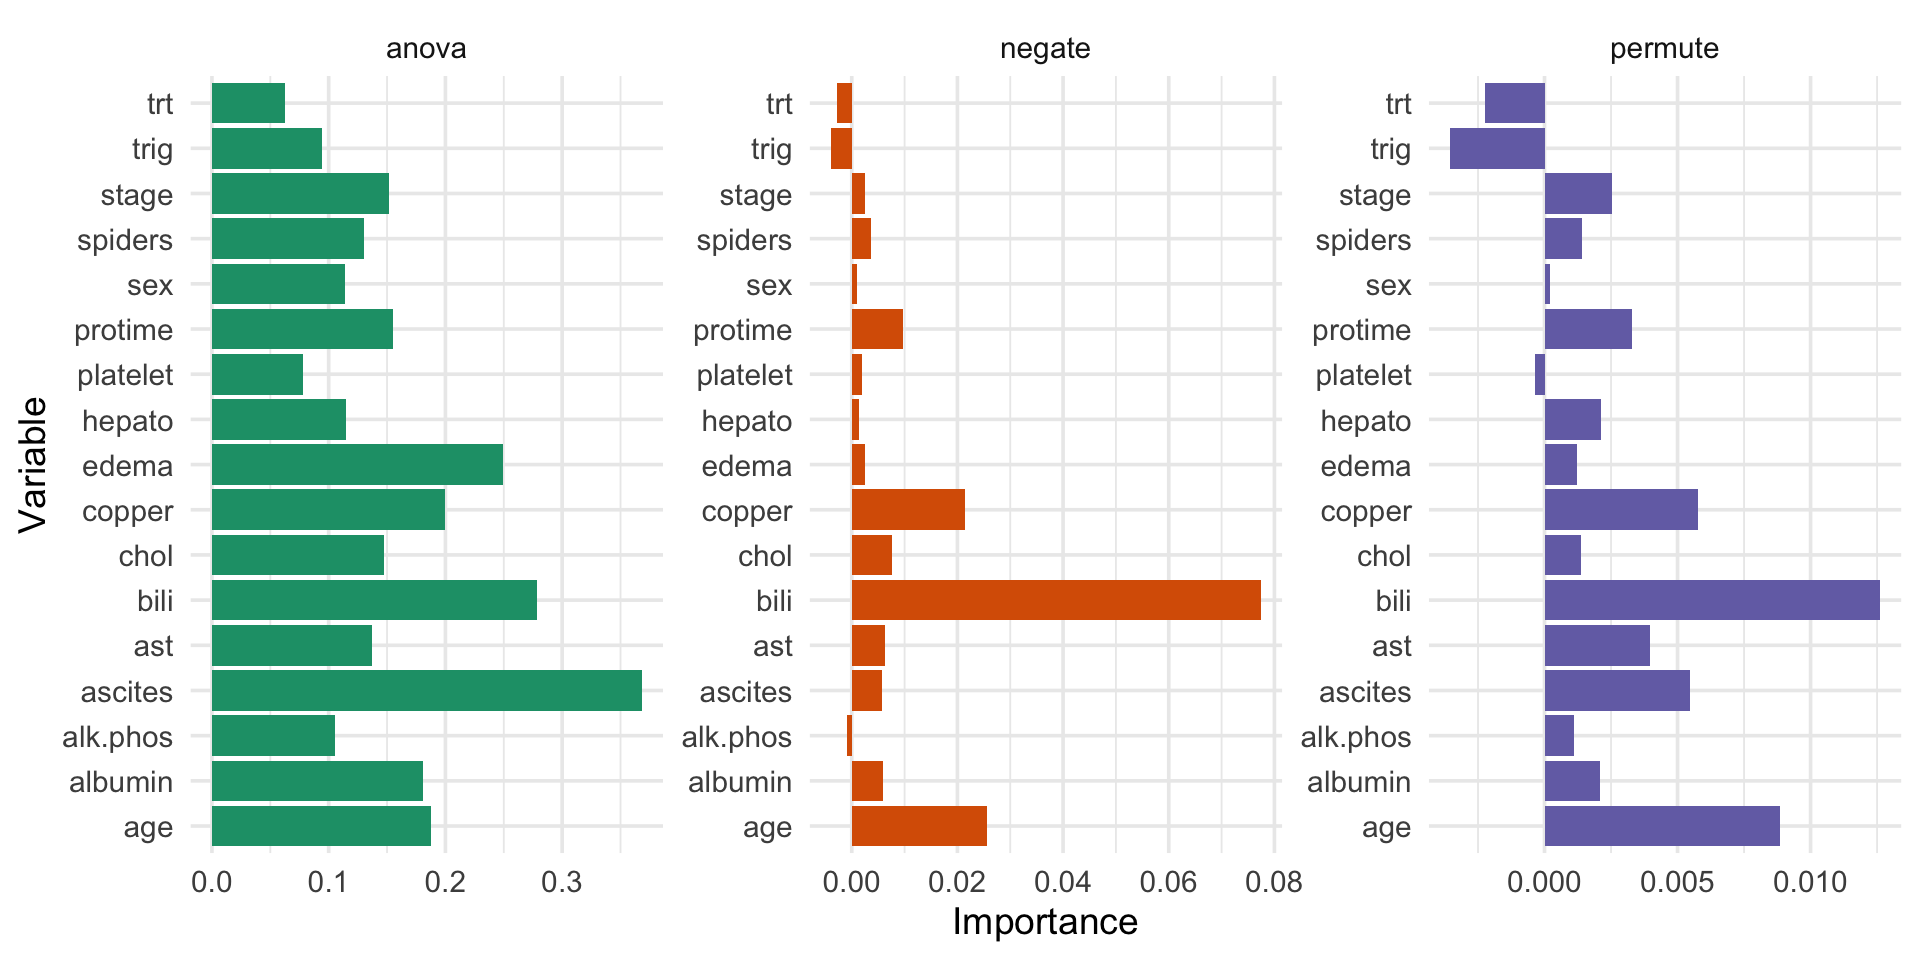 anova
negate
permute
Variable
trt
trig
stage
spiders
sex
protime
platelet
hepato
edema
copper
chol
bili
ast
ascites
alk.phos
albumin
age
0.0 0.1 0.2 0.3
trt
trig
stage
spiders
sex
protime
platelet
hepato
edema
copper
chol
bili
ast
ascites
alk.phos
albumin
age
0.00 0.02 0.04 0.06 0.08
trt
trig
stage
spiders
sex
protime
platelet
hepato
edema
copper
chol
bili
ast
ascites
alk.phos
albumin
age
0.000 0.005 0.010
Importance